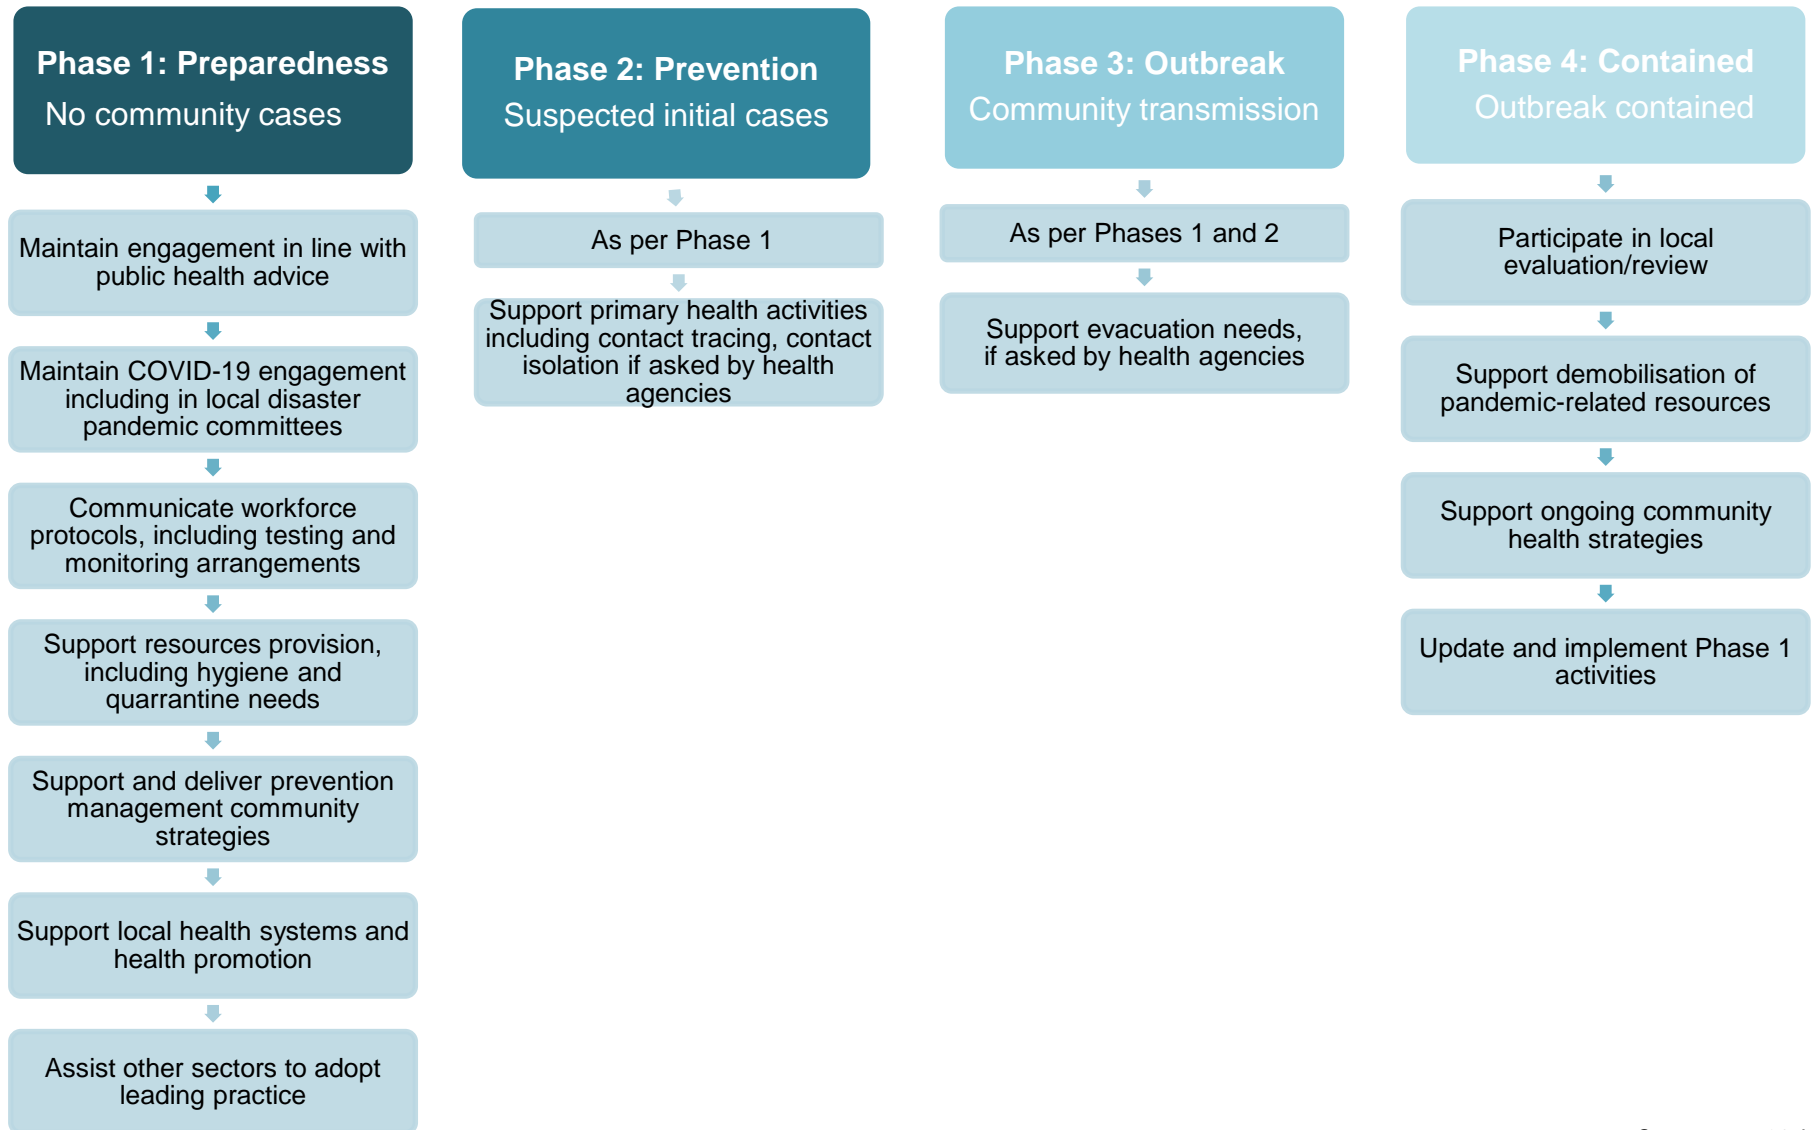 Phase 1: Preparedness
No community cases
Maintain engagement in line with
public health advice
Maintain COVID-19 engagement
including in local disaster
pandemic committees
Communicate workforce
protocols, including testing and
monitoring arrangements
Support resources provision,
including hygiene and
quarrantine needs
Support and deliver prevention
management community
strategies
Support local health systems and
health promotion
Assist other sectors to adopt
leading practice
Phase 2: Prevention
Suspected initial cases
As per Phase 1
Support primary health activities
including contact tracing, contact
isolation if asked by health
agencies
Phase 3: Outbreak
Community transmission
As per Phases 1 and 2
Support evacuation needs,
if asked by health agencies
Phase 4: Contained
Outbreak contained
Participate in local
evaluation/review
Support demobilisation of
pandemic-related resources
Support ongoing community
health strategies
Update and implement Phase 1
activities